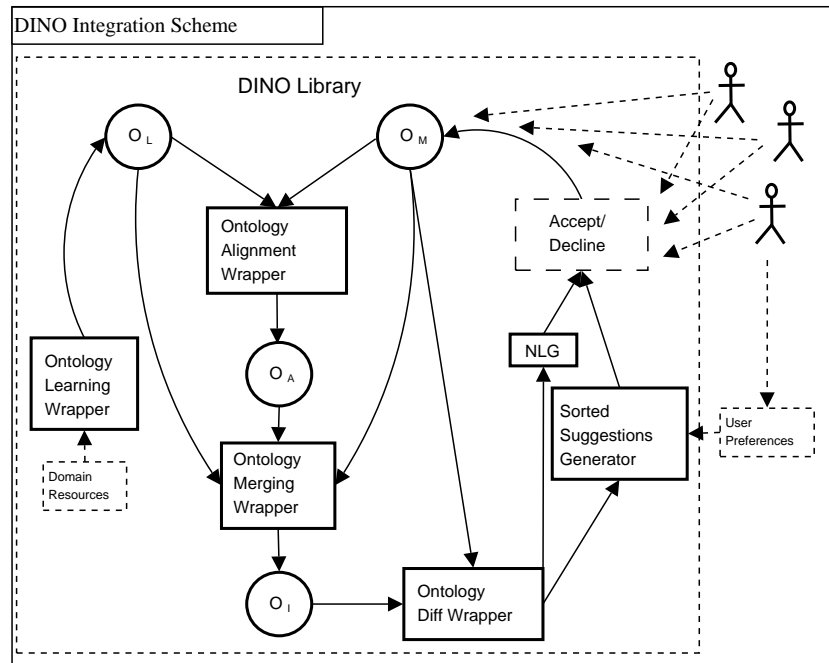 DINO Integration Scheme
DINO Library
O L
O M
Ontology
Alignment
Wrapper
Accept/
Decline
Ontology
Learning
Wrapper
NLG
O A
Sorted
Suggestions
Generator
User
Preferences
Domain
Resources
Ontology
Merging
Wrapper
O I
Ontology
Diff Wrapper